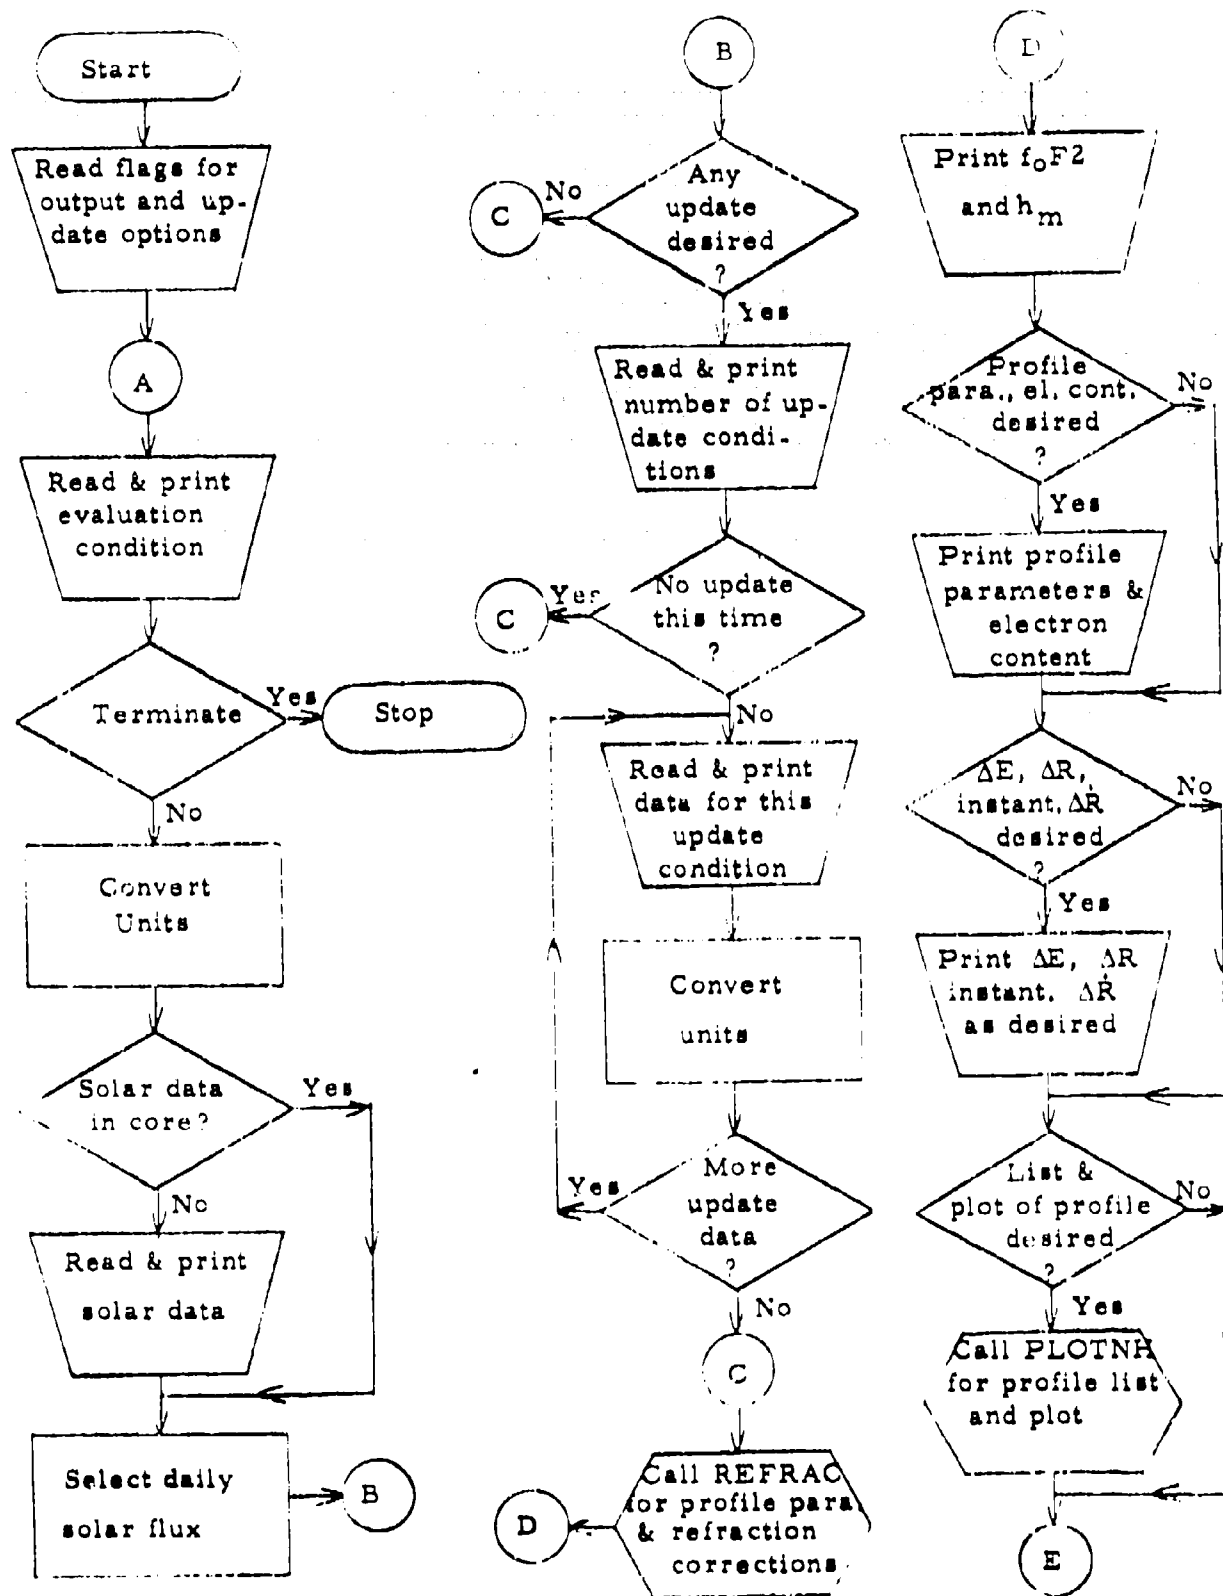 Start
Read flags for
output and up-
date options
A
Read & print
evaluation
condition
Terminate
Yes
Stop
No
Convert
Units
Solar data
in core?
Yes
No
Read & print
solar data
Select daily
solar flux
B
B
Any
update
desired
?
No
C
Yes
Read & print
number of up-
date condi-
tions
No update
this time
?
Yes
C
No
Read & print
data for this
update
condition
Convert
units
More
update
data
?
Yes
No
C
Call REFRAC
for profile para.
& refraction
corrections
D
D
Print foF2
and hm
Profile
para., el. cont.
desired
?
No
Yes
Print profile
parameters &
electron
content
ΔE, ΔR,
instant, ΔṘ
desired
?
No
Yes
Print ΔE, ΔR
instant. ΔṘ
as desired
List &
plot of profile
desired
?
No
Yes
Call PLOTNH
for profile list
and plot
E